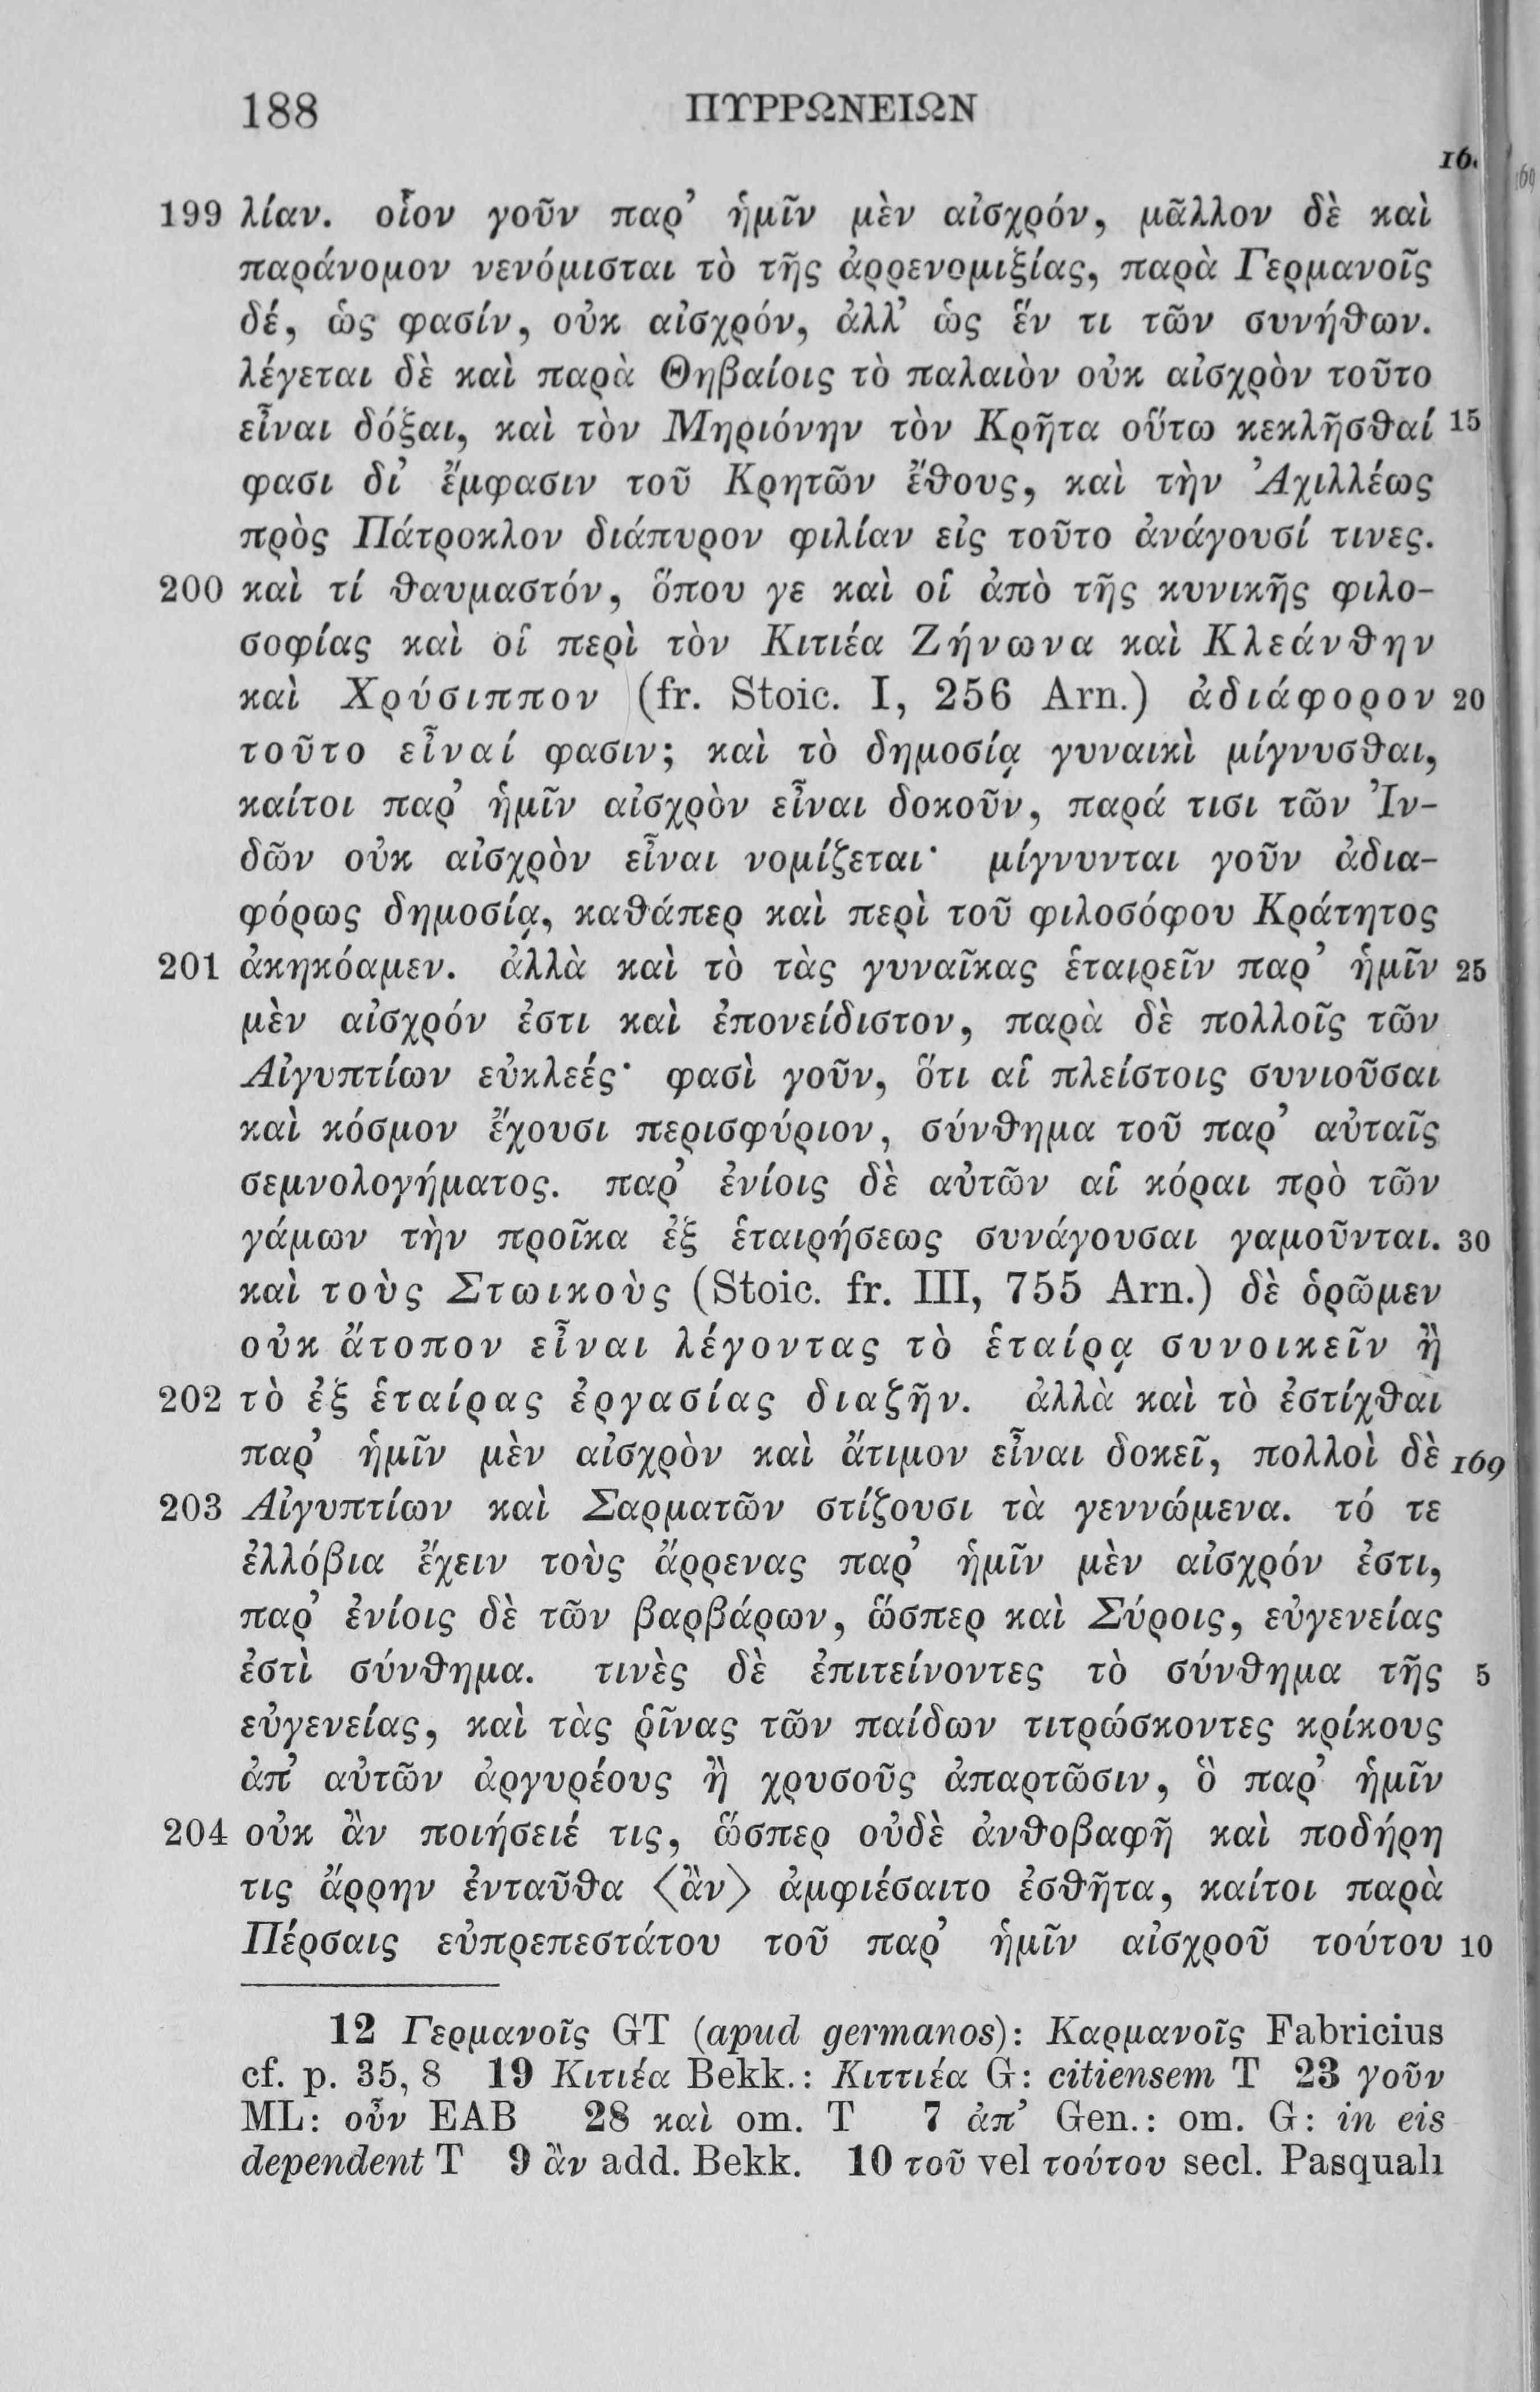 188 ΠΥΡΡΩΝΕΙΩΝ
16
199 λίαν. οἷον γοῦν παρ’ ἡμῖν μὲν αἰσχρόν, μᾶλλον δὲ καὶ
παράνομον νενόμισται τὸ τῆς ἀρρενομιξίας, παρὰ Γερμανοῖς
δέ, ὥς φασίν, οὐκ αἰσχρόν, ἀλλ’ ὡς ἕν τι τῶν συνήθων.
λέγεται δὲ καὶ παρὰ Θηβαίοις τὸ παλαιὸν οὐκ αἰσχρὸν τοῦτο
εἶναι δόξαι, καὶ τὸν Μηριόνην τὸν Κρῆτα οὕτω κεκλῆσθαί 15
φασι δι’ ἔμφασιν τοῦ Κρητῶν ἔθους, καὶ τὴν Ἀχιλλέως
πρὸς Πάτροκλον διάπυρον φιλίαν εἰς τοῦτο ἀνάγουσί τινες.
200 καὶ τί θαυμαστόν, ὅπου γε καὶ οἱ ἀπὸ τῆς κυνικῆς φιλο-
σοφίας καὶ οἱ περὶ τὸν Κιτιέα Ζήνωνα καὶ Κλεάνθην
καὶ Χρύσιππον (fr. Stoic. I, 256 Arn.) ἀδιάφορον 20
τοῦτο εἶναί φασιν; καὶ τὸ δημοσίᾳ γυναικὶ μίγνυσθαι,
καίτοι παρ’ ἡμῖν αἰσχρὸν εἶναι δοκοῦν, παρά τισι τῶν Ἰν-
δῶν οὐκ αἰσχρὸν εἶναι νομίζεται· μίγνυνται γοῦν ἀδια-
φόρως δημοσίᾳ, καθάπερ καὶ περὶ τοῦ φιλοσόφου Κράτητος
201 ἀκηκόαμεν. ἀλλὰ καὶ τὸ τὰς γυναῖκας ἑταιρεῖν παρ’ ἡμῖν 25
μὲν αἰσχρόν ἐστι καὶ ἐπονείδιστον, παρὰ δὲ πολλοῖς τῶν
Αἰγυπτίων εὐκλεές· φασὶ γοῦν, ὅτι αἱ πλείστοις συνιοῦσαι
καὶ κόσμον ἔχουσι περισφύριον, σύνθημα τοῦ παρ’ αὐταῖς
σεμνολογήματος. παρ’ ἐνίοις δὲ αὐτῶν αἱ κόραι πρὸ τῶν
γάμων τὴν προῖκα ἐξ ἑταιρήσεως συνάγουσαι γαμοῦνται. 30
καὶ τοὺς Στωικοὺς (Stoic. fr. III, 755 Arn.) δὲ ὁρῶμεν
οὐκ ἄτοπον εἶναι λέγοντας τὸ ἑταίρᾳ συνοικεῖν ἢ
202 τὸ ἐξ ἑταίρας ἐργασίας διαζῆν. ἀλλὰ καὶ τὸ ἐστίχθαι
παρ’ ἡμῖν μὲν αἰσχρὸν καὶ ἄτιμον εἶναι δοκεῖ, πολλοὶ δὲ 169
203 Αἰγυπτίων καὶ Σαρματῶν στίζουσι τὰ γεννώμενα. τό τε
ἐλλόβια ἔχειν τοὺς ἄρρενας παρ’ ἡμῖν μὲν αἰσχρόν ἐστι,
παρ’ ἐνίοις δὲ τῶν βαρβάρων, ὥσπερ καὶ Σύροις, εὐγενείας
ἐστὶ σύνθημα. τινὲς δὲ ἐπιτείνοντες τὸ σύνθημα τῆς 5
εὐγενείας, καὶ τὰς ῥῖνας τῶν παίδων τιτρώσκοντες κρίκους
ἀπ’ αὐτῶν ἀργυρέους ἢ χρυσοῦς ἀπαρτῶσιν, ὃ παρ’ ἡμῖν
204 οὐκ ἂν ποιήσειέ τις, ὥσπερ οὐδὲ ἀνθοβαφῆ καὶ ποδήρη
τις ἄρρην ἐνταῦθα ⟨ἂν⟩ ἀμφιέσαιτο ἐσθῆτα, καίτοι παρὰ
Πέρσαις εὐπρεπεστάτου τοῦ παρ’ ἡμῖν αἰσχροῦ τούτου 10
12 Γερμανοῖς GT (apud germanos): Καρμανοῖς Fabricius
cf. p. 35, 8 19 Κιτιέα Bekk.: Κιττιέα G: citiensem T 23 γοῦν
ML: οὖν EAB 28 καὶ om. T 7 ἀπ’ Gen.: om. G: in eis
dependent T 9 ἂν add. Bekk. 10 τοῦ vel τούτου secl. Pasquali